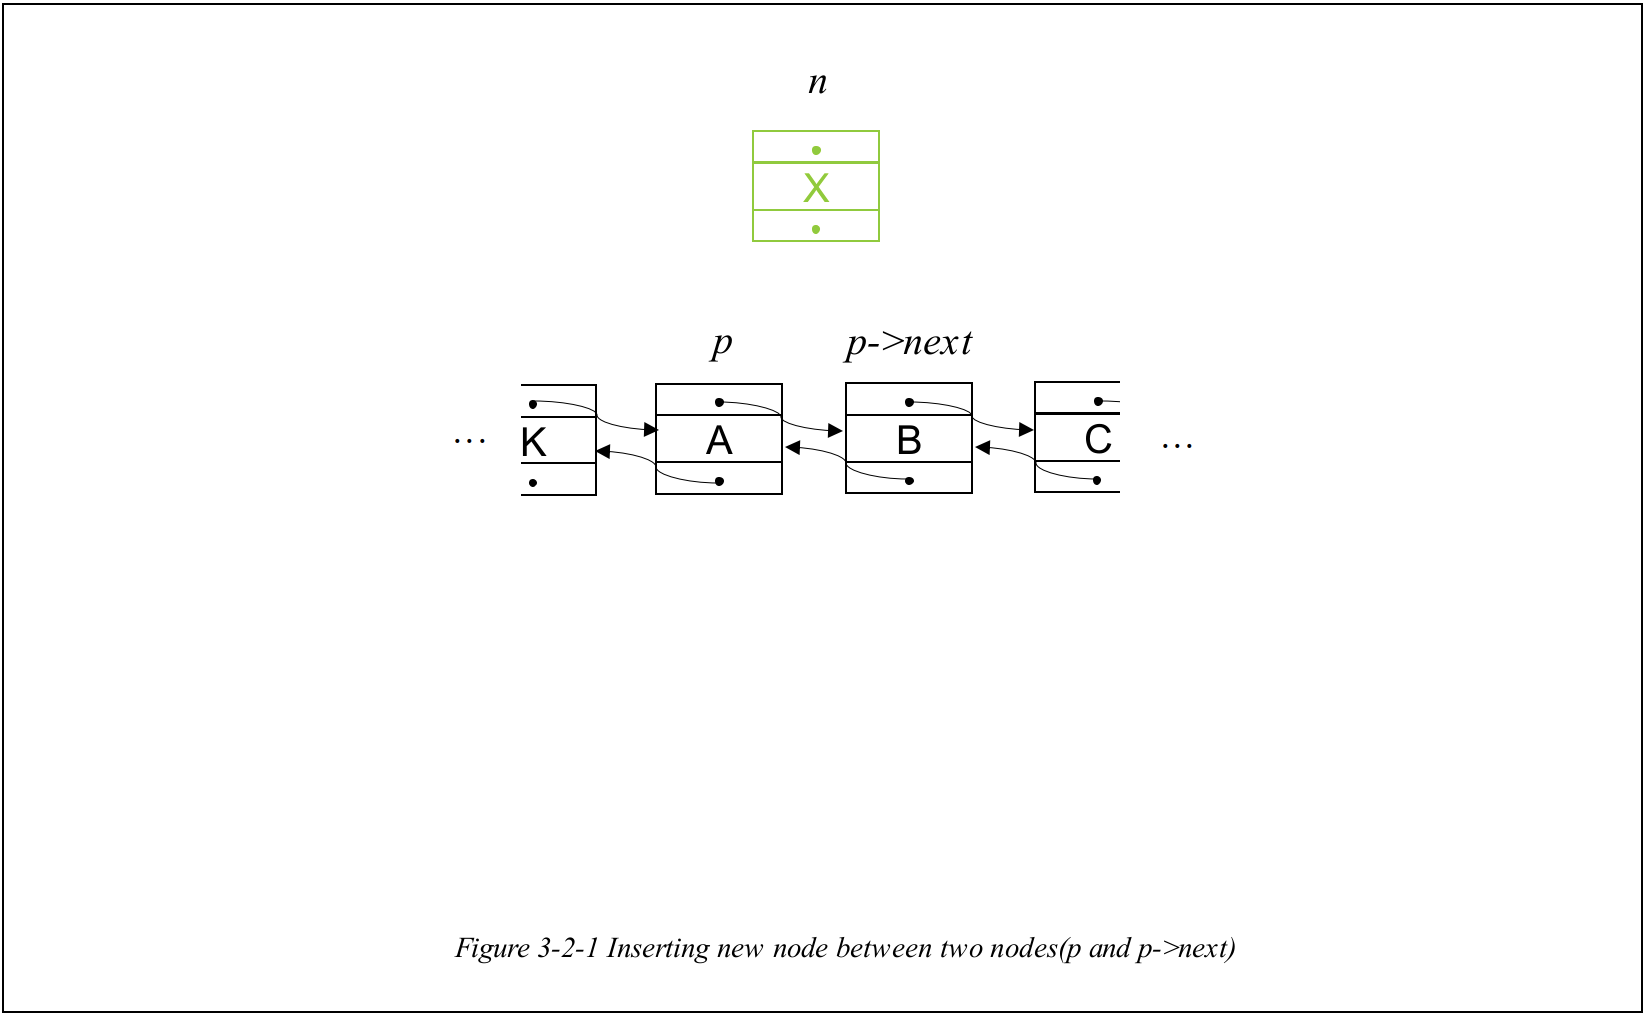 n
X
p p->next
… K A B C …
Figure 3-2-1 Inserting new node between two nodes(p and p->next)